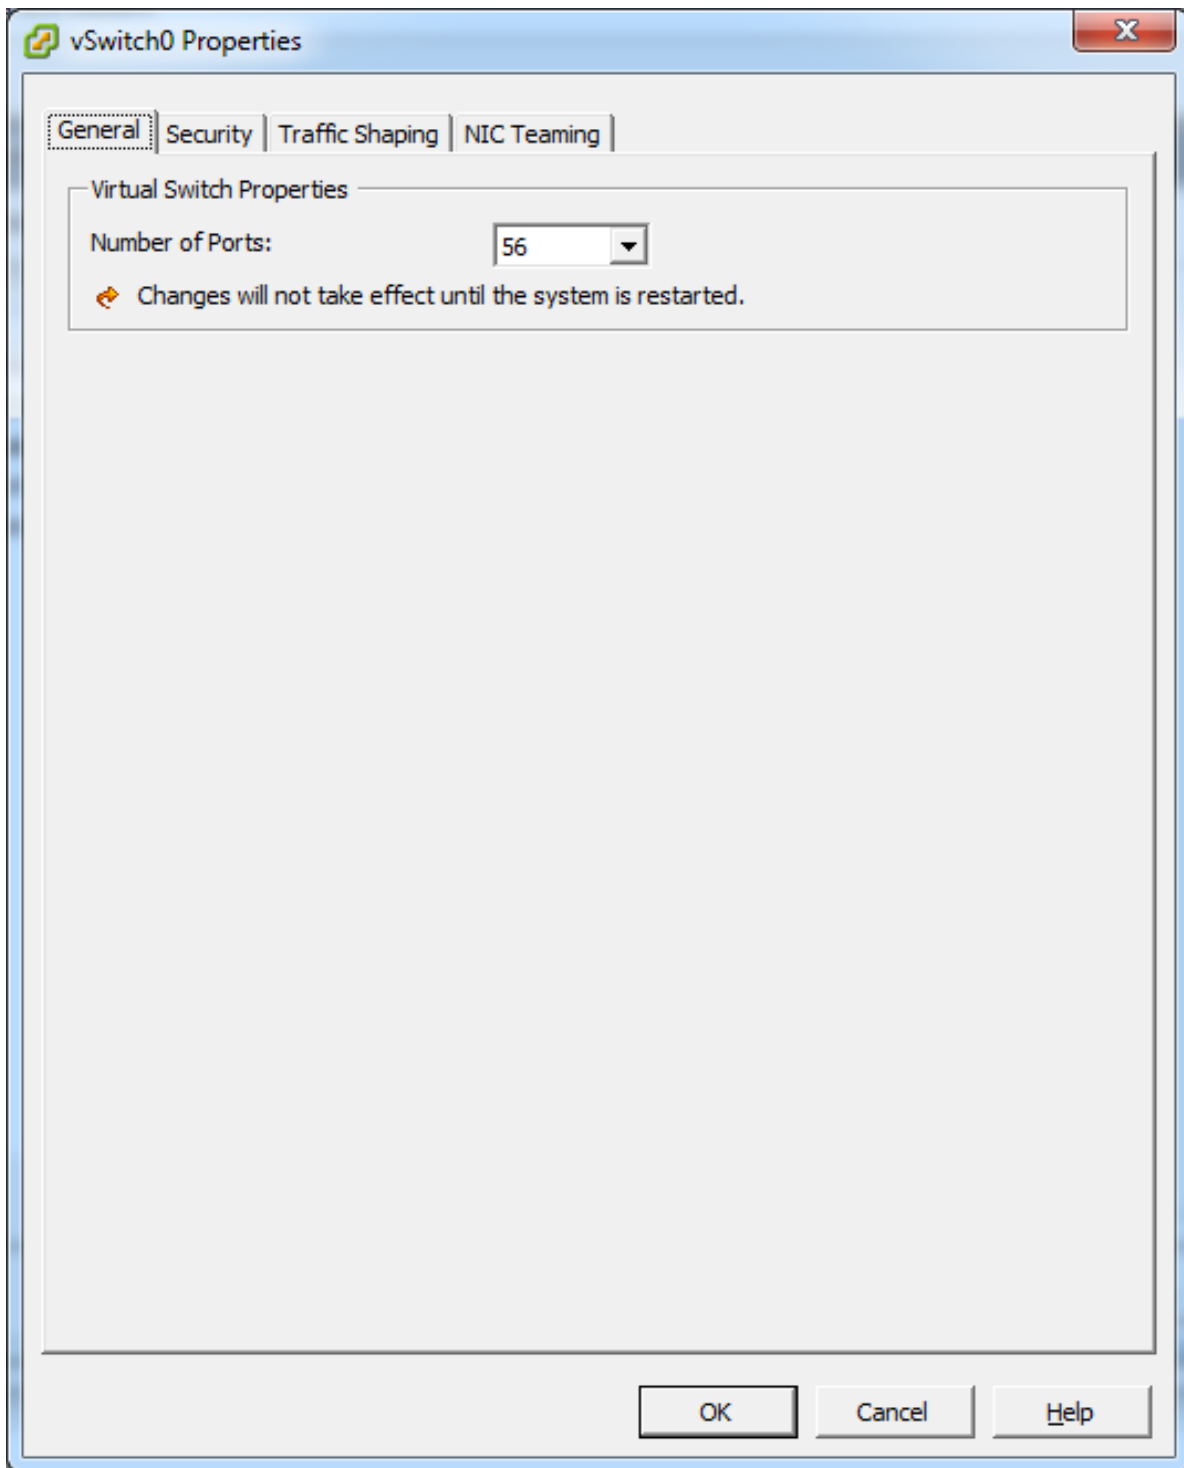 vSwitch0 Properties
General Security Traffic Shaping NIC Teaming
Virtual Switch Properties
Number of Ports: 56
Changes will not take effect until the system is restarted.
OK Cancel Help